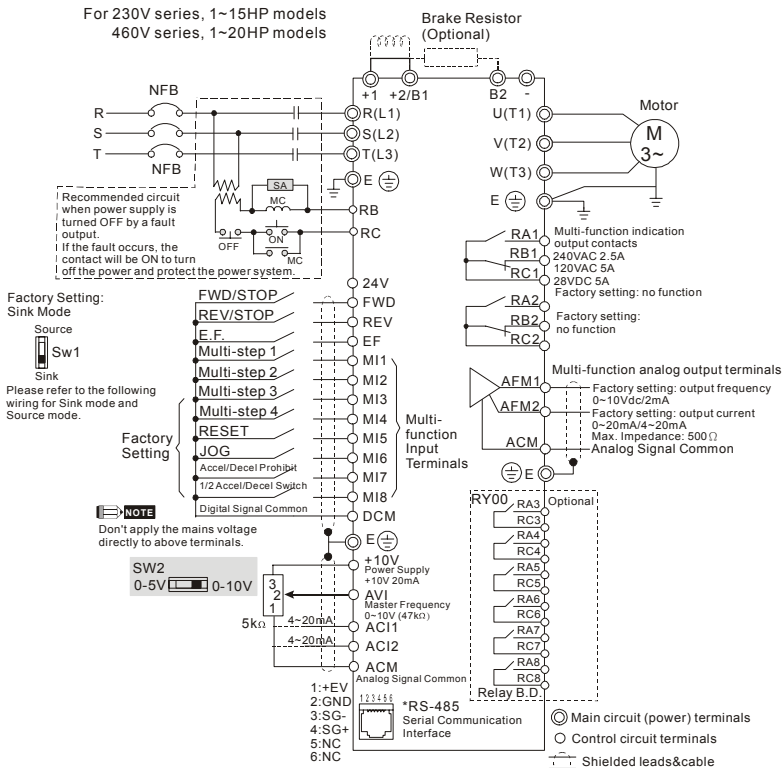 For 230V series, 1~15HP models
460V series, 1~20HP models
Brake Resistor
(Optional)
+1
+2/B1
B2
-
NFB
R
S
T
NFB
R(L1)
S(L2)
T(L3)
E
SA
MC
RB
RC
OFF
ON
MC
Recommended circuit
when power supply is
turned OFF by a fault
output.
If the fault occurs, the
contact will be ON to turn
off the power and protect the power system.
U(T1)
V(T2)
W(T3)
E
Motor
M
3~
RA1
RB1
RC1
Multi-function indication
output contacts
240VAC 2.5A
120VAC 5A
28VDC 5A
Factory setting: no function
RA2
RB2
RC2
Factory setting:
no function
Factory Setting:
Sink Mode
Source
Sw1
Sink
Please refer to the following
wiring for Sink mode and
Source mode.
Factory
Setting
24V
FWD/STOP
FWD
REV/STOP
REV
E.F.
EF
Multi-step 1
MI1
Multi-step 2
MI2
Multi-step 3
MI3
Multi-step 4
MI4
RESET
MI5
JOG
MI6
Accel/Decel Prohibit
MI7
1/2 Accel/Decel Switch
MI8
Digital Signal Common
DCM
Multi-
function
Input
Terminals
Multi-function analog output terminals
AFM1
Factory setting: output frequency
0~10Vdc/2mA
AFM2
Factory setting: output current
0~20mA/4~20mA
Max. Impedance: 500Ω
ACM
Analog Signal Common
E
NOTE
Don't apply the mains voltage
directly to above terminals.
E
SW2
0-5V
0-10V
3
2
1
5kΩ
+10V
Power Supply
+10V 20mA
AVI
Master Frequency
0~10V (47kΩ)
4~20mA
ACI1
4~20mA
ACI2
ACM
Analog Signal Common
RY00
Optional
RA3
RC3
RA4
RC4
RA5
RC5
RA6
RC6
RA7
RC7
RA8
RC8
Relay B.D.
1:+EV
2:GND
3:SG-
4:SG+
5:NC
6:NC
123456
*RS-485
Serial Communication
Interface
Main circuit (power) terminals
Control circuit terminals
Shielded leads&cable